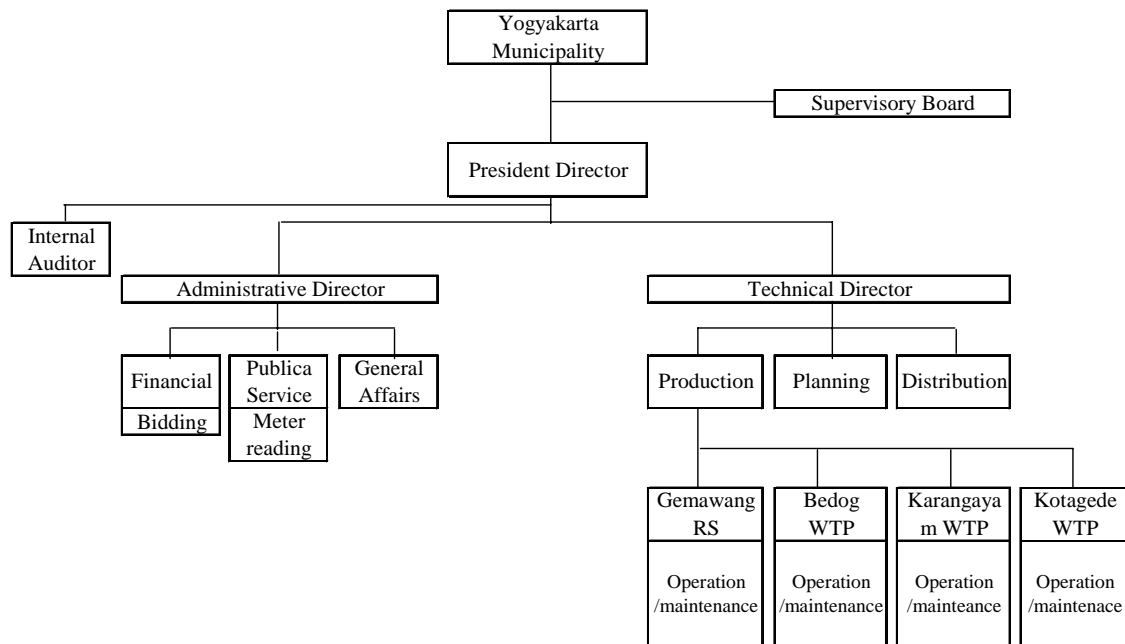 Yogyakarta
Municipality
Supervisory Board
President Director
Internal
Auditor
Administrative Director
Technical Director
Financial
Bidding
Publica
Service
Meter
reading
General
Affairs
Production
Planning
Distribution
Gemawang
RS
Operation
/maintenance
Bedog
WTP
Operation
/maintenance
Karangaya
m WTP
Operation
/mainteance
Kotagede
WTP
Operation
/maintenace